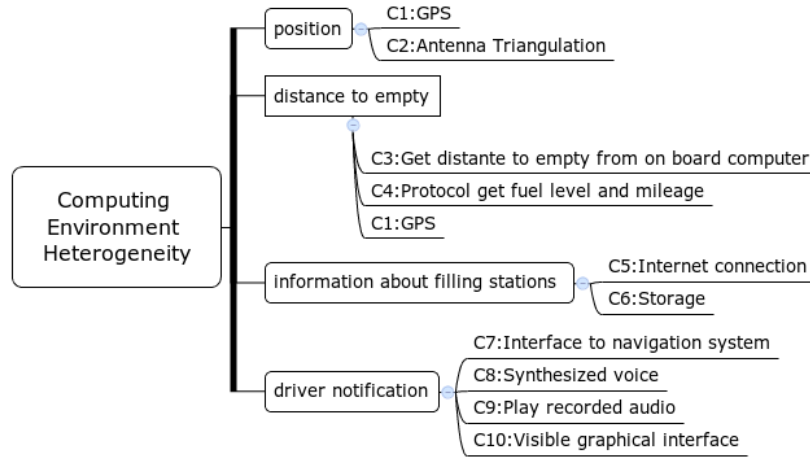 Computing
Environment
Heterogeneity
position
C1:GPS
C2:Antenna Triangulation
distance to empty
C3:Get distante to empty from on board computer
C4:Protocol get fuel level and mileage
C1:GPS
information about filling stations
C5:Internet connection
C6:Storage
driver notification
C7:Interface to navigation system
C8:Synthesized voice
C9:Play recorded audio
C10:Visible graphical interface